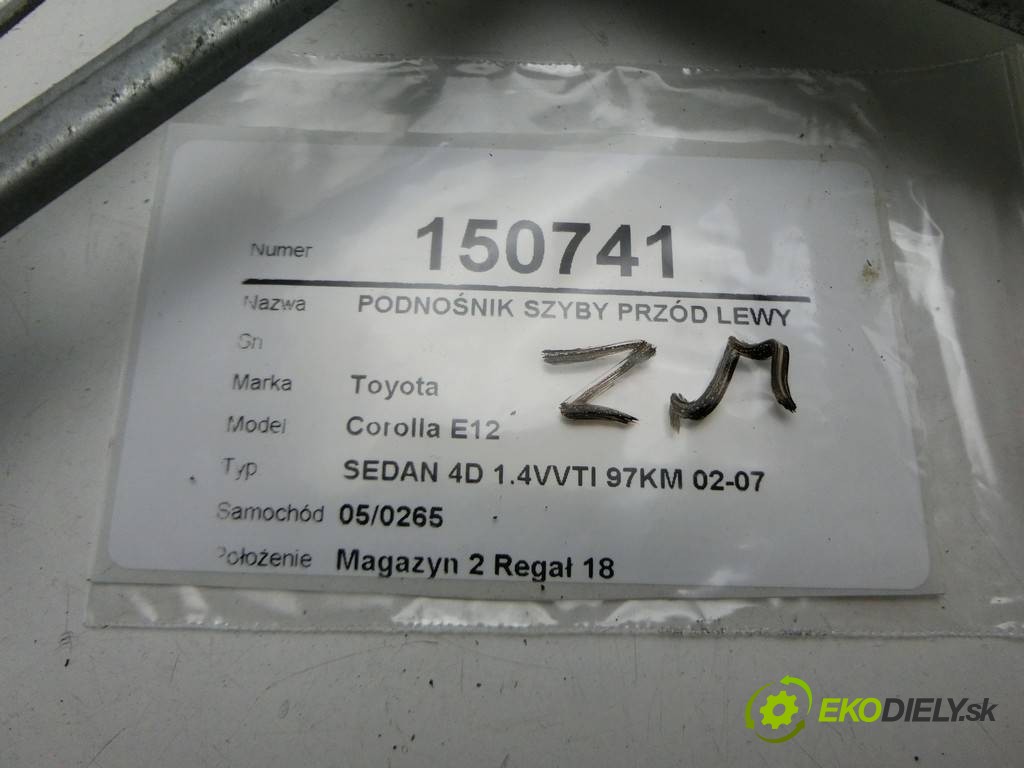 Numer 150741
Nazwa PODNOŚNIK SZYBY PRZÓD LEWY
Sn
Marka Toyota
Model Corolla E12
Typ SEDAN 4D 1.4VVTI 97KM 02-07
Samochód 05/0265
Położenie Magazyn 2 Regał 18
EKODIELY.sk